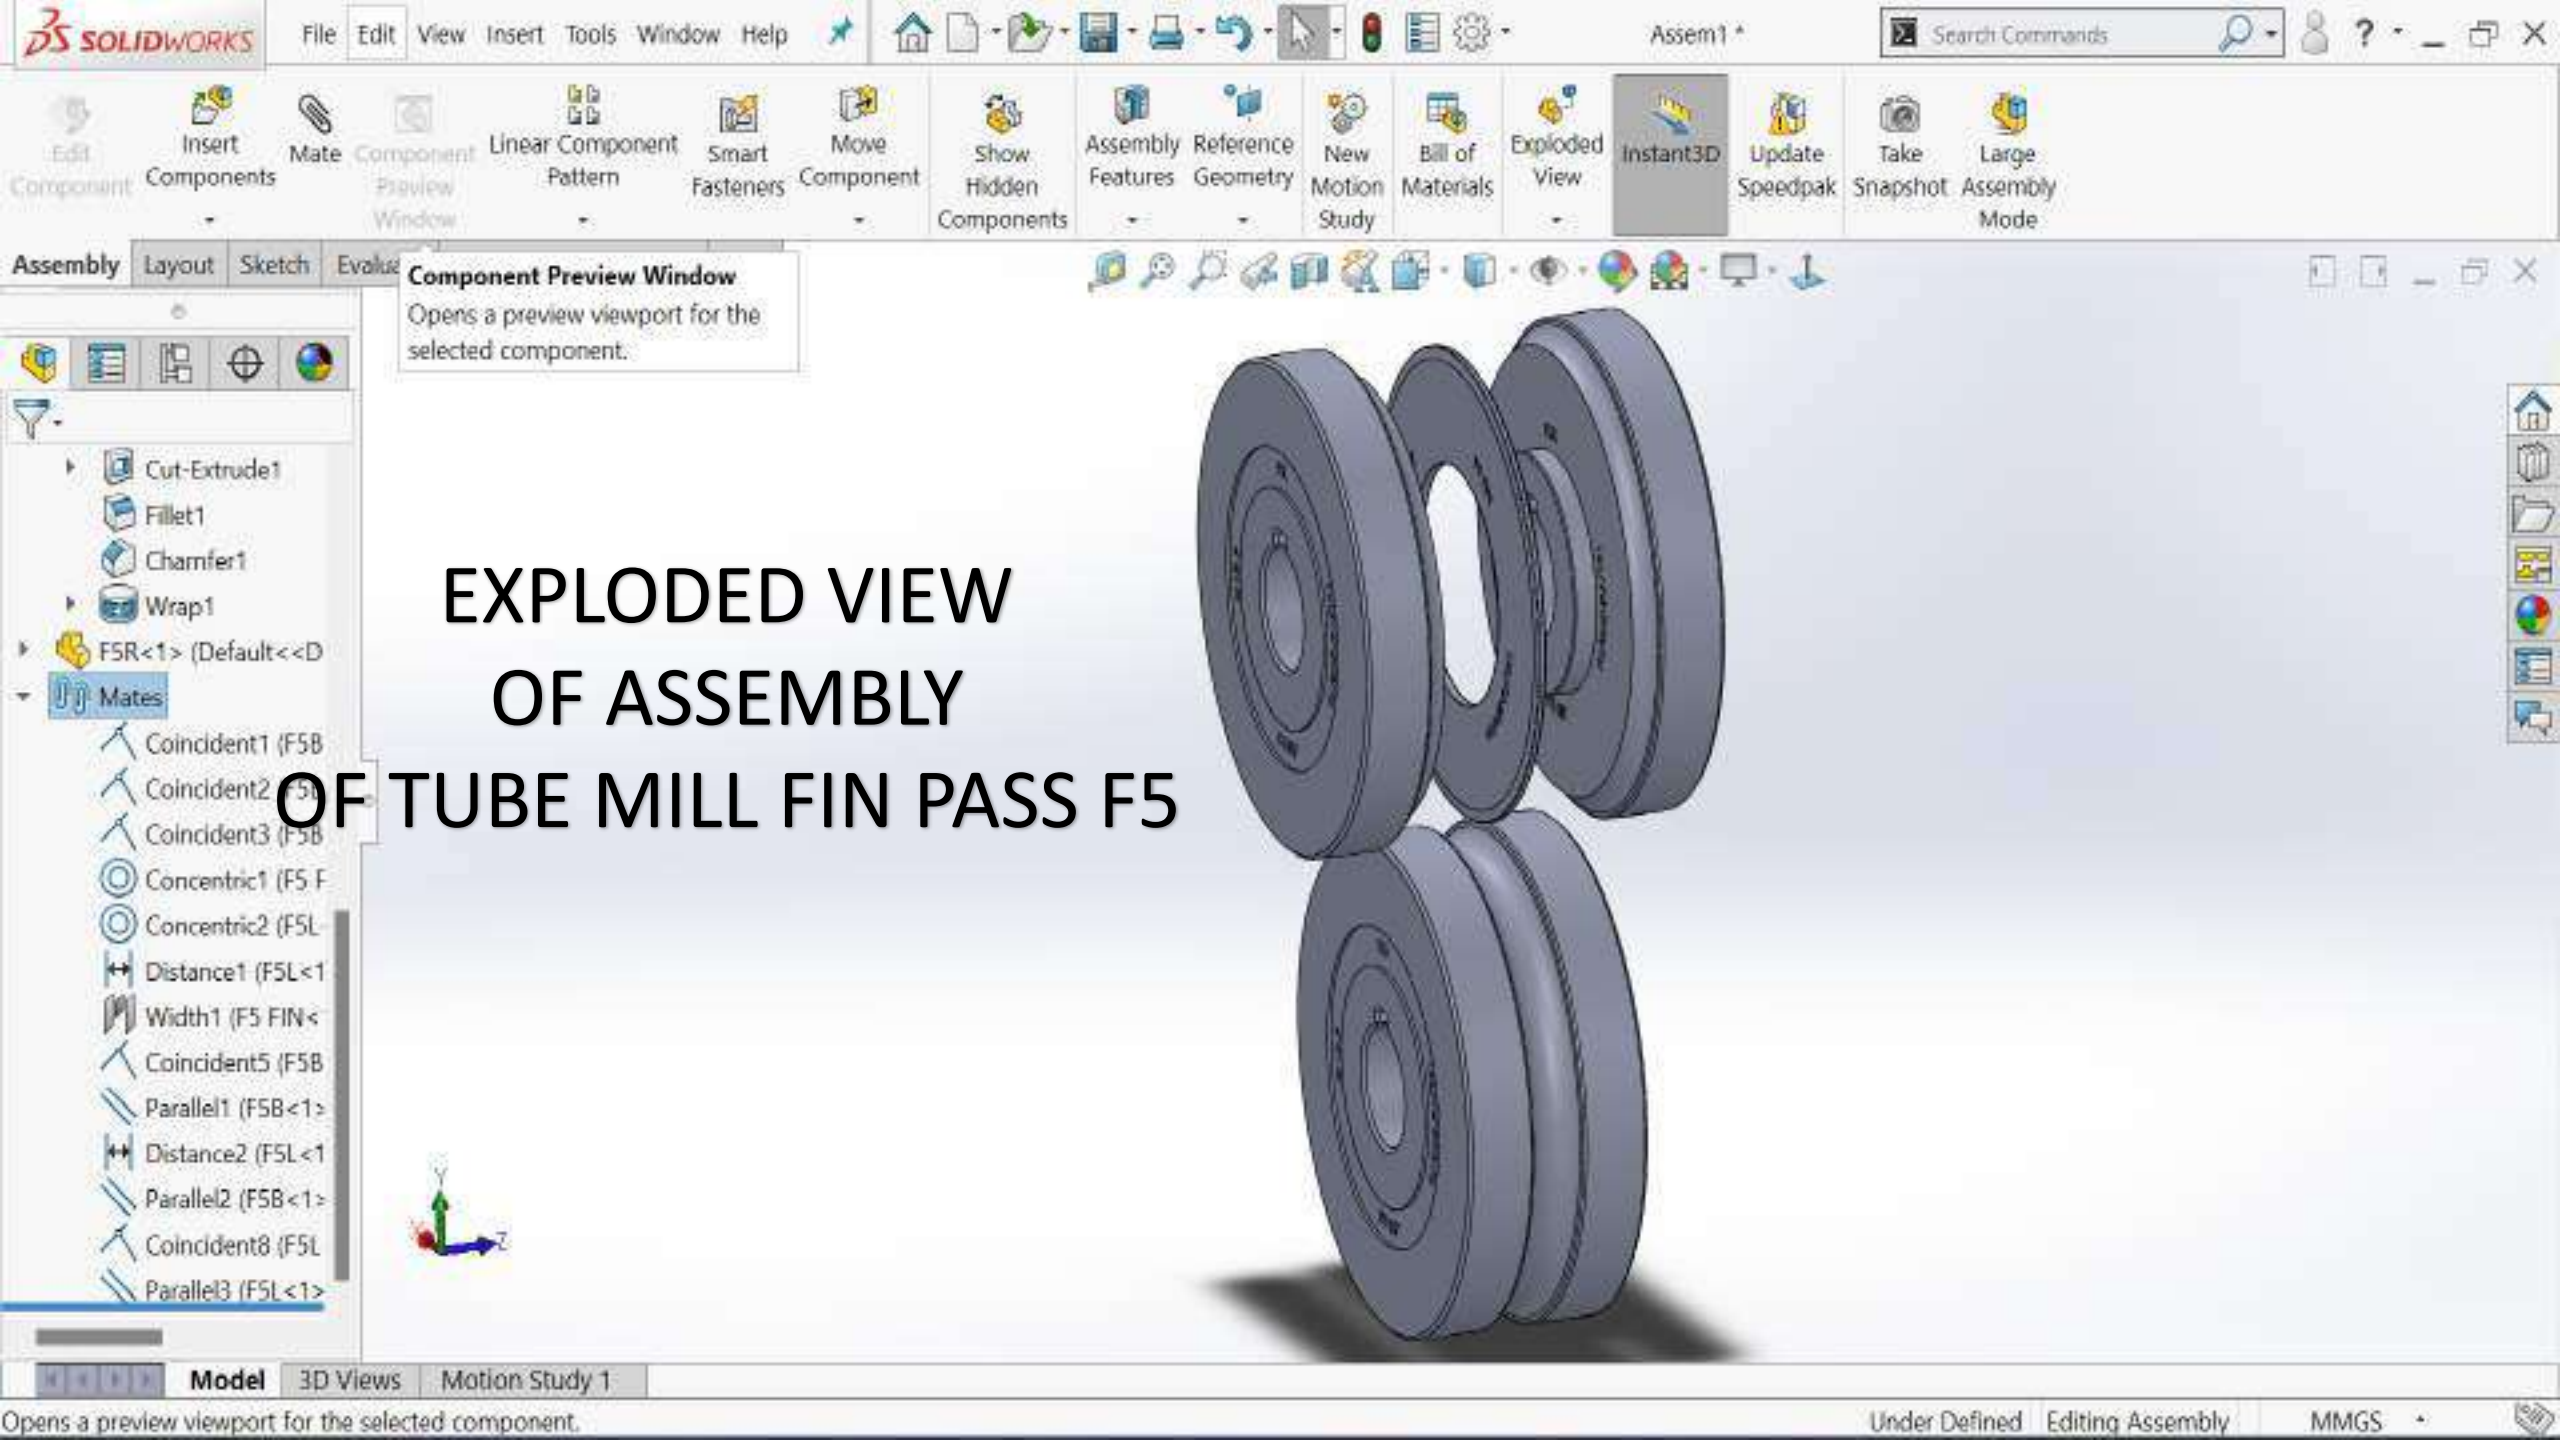 SOLIDWORKS
File Edit View Insert Tools Window Help
Assem1 *
Search Commands
?
Edit Component
Insert Components
Mate
Component Preview Window
Linear Component Pattern
Smart Fasteners
Move Component
Show Hidden Components
Assembly Features
Reference Geometry
New Motion Study
Bill of Materials
Exploded View
Instant3D
Update Speedpak
Take Snapshot
Large Assembly Mode
Assembly Layout Sketch Evalua
Component Preview Window
Opens a preview viewport for the
selected component.
Cut-Extrude1
Fillet1
Chamfer1
Wrap1
F5R<1> (Default<<D
Mates
Coincident1 (F5B
Coincident2
Coincident3 (F5B
Concentric1 (F5 F
Concentric2 (F5L
Distance1 (F5L<1
Width1 (F5 FIN<
Coincident5 (F5B
Parallel1 (F5B<1>
Distance2 (F5L<1
Parallel2 (F5B<1>
Coincident8 (F5L
Parallel3 (F5L<1>
EXPLODED VIEW
OF ASSEMBLY
OF TUBE MILL FIN PASS F5
Y
Z
Model 3D Views Motion Study 1
Opens a preview viewport for the selected component.
Under Defined Editing Assembly MMGS